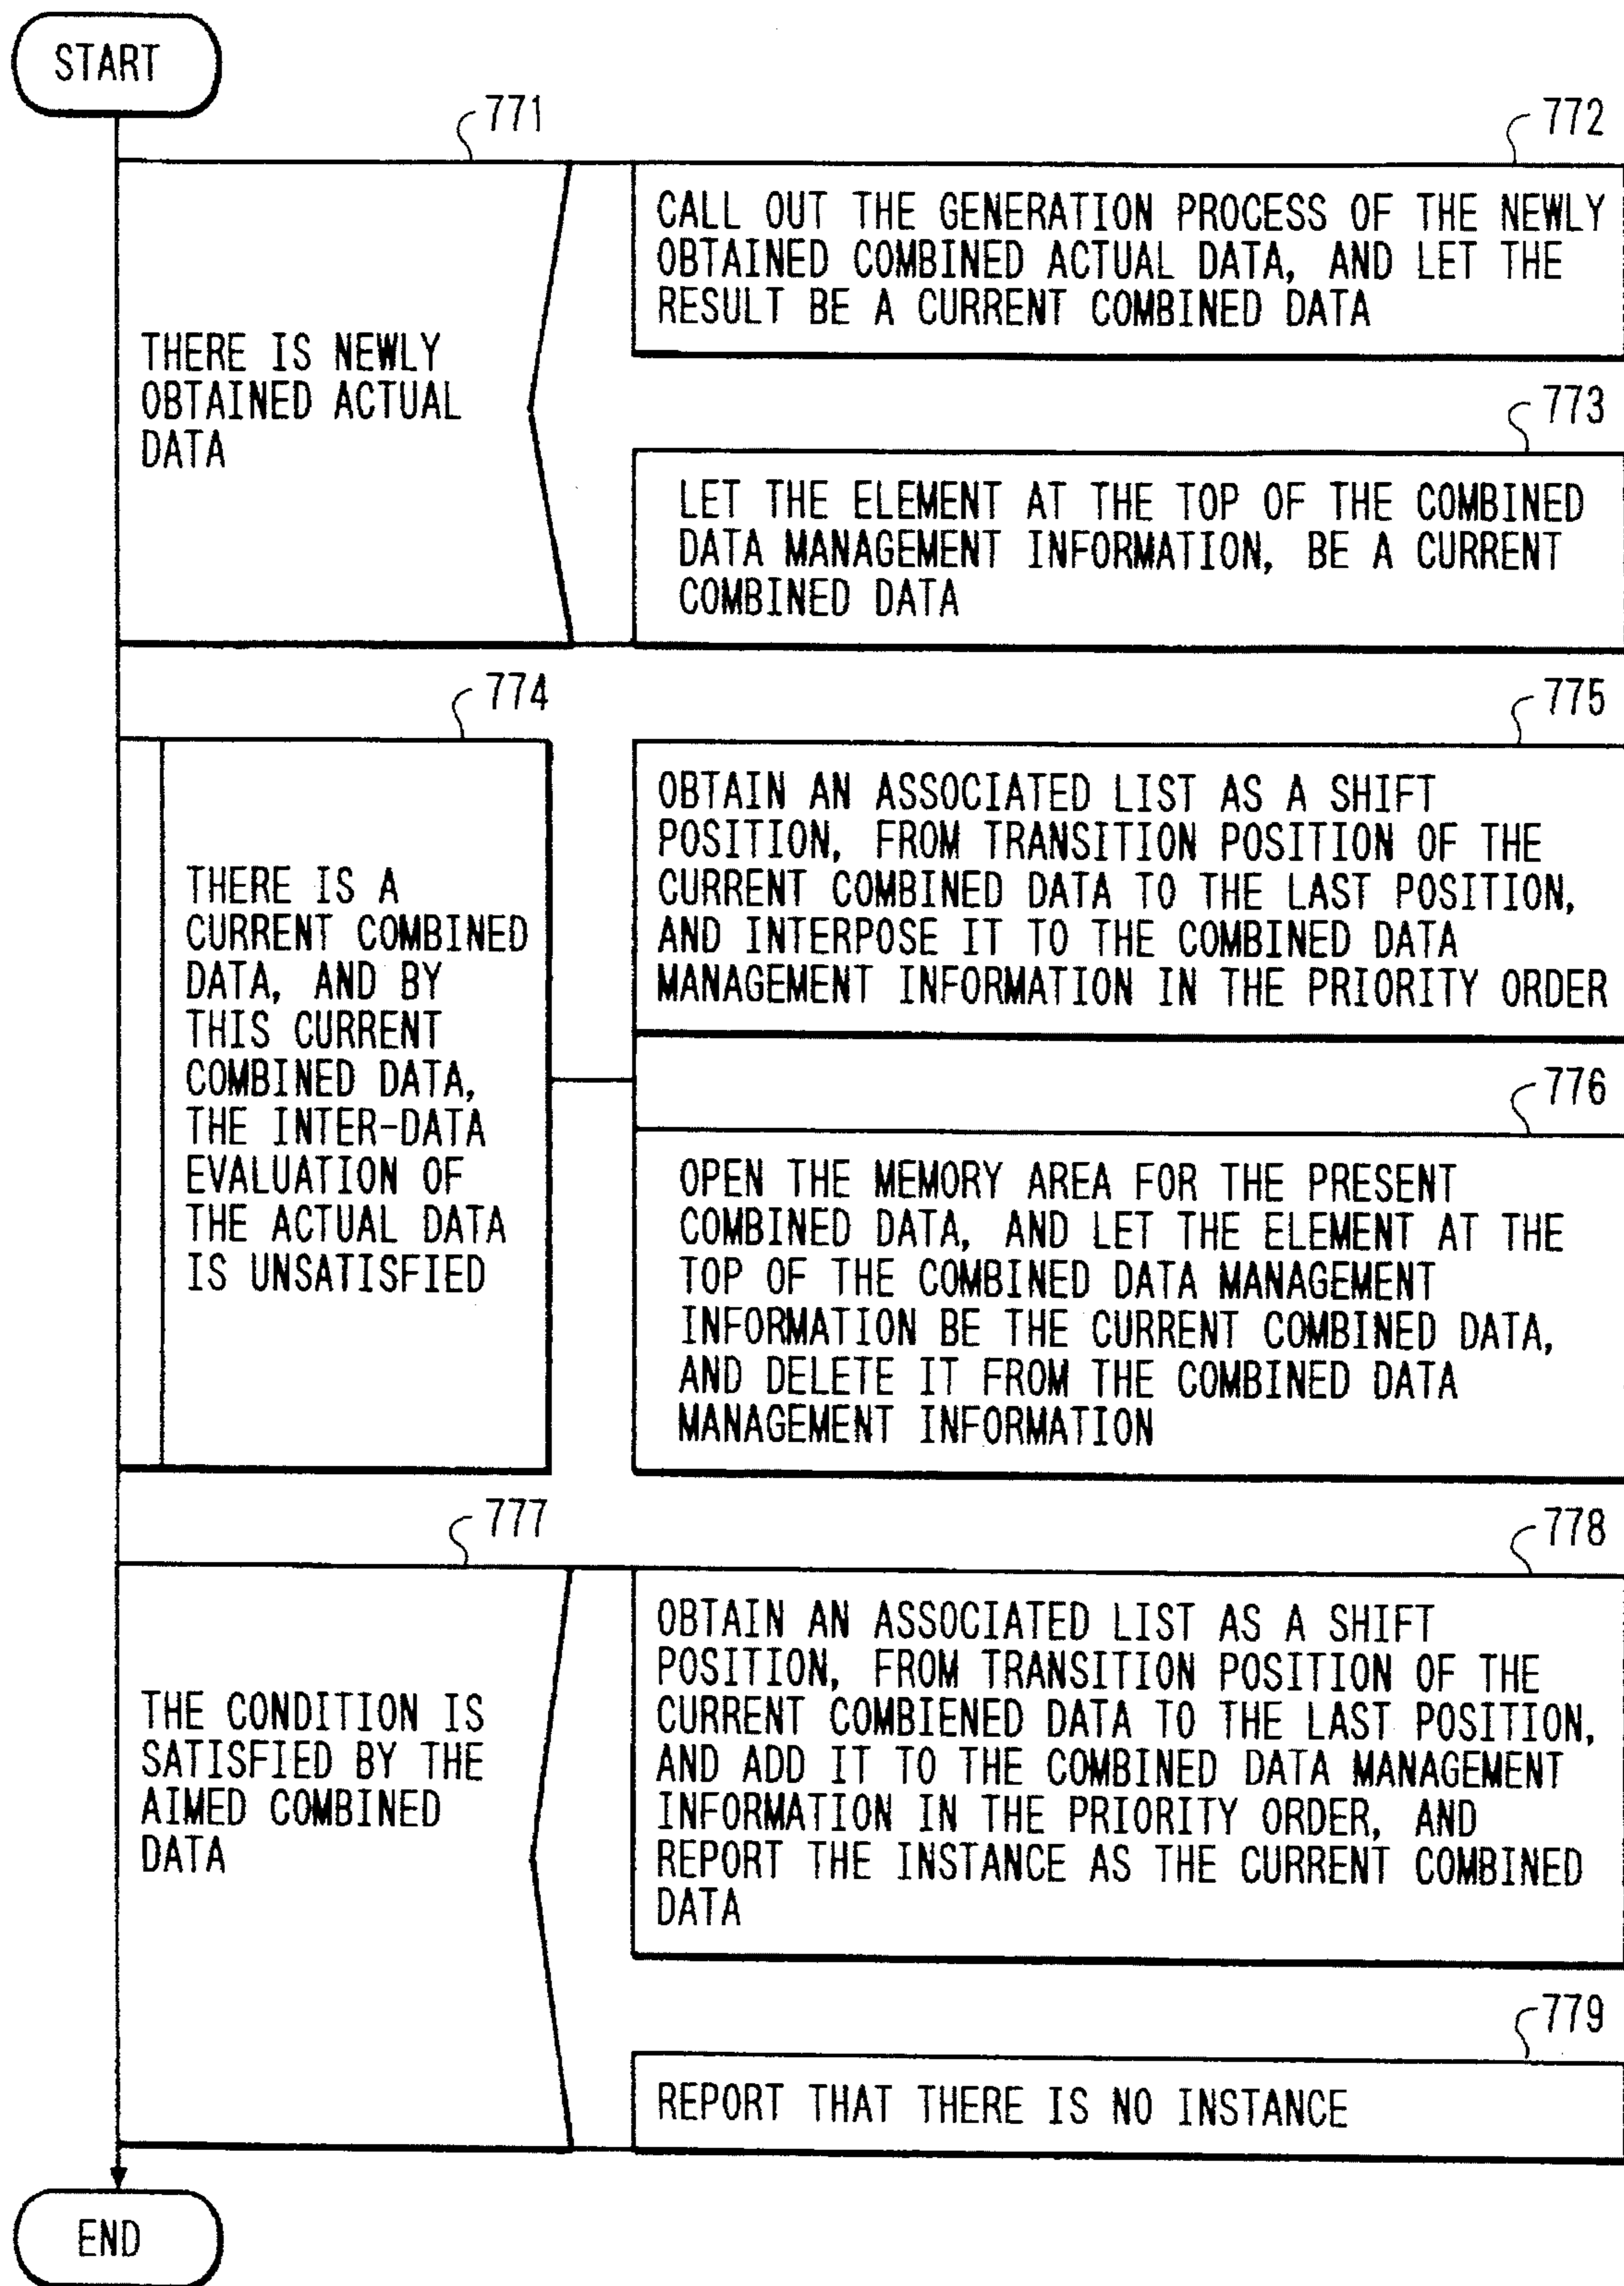 START
771
THERE IS NEWLY
OBTAINED ACTUAL
DATA
772
CALL OUT THE GENERATION PROCESS OF THE NEWLY
OBTAINED COMBINED ACTUAL DATA, AND LET THE
RESULT BE A CURRENT COMBINED DATA
773
LET THE ELEMENT AT THE TOP OF THE COMBINED
DATA MANAGEMENT INFORMATION, BE A CURRENT
COMBINED DATA
774
THERE IS A
CURRENT COMBINED
DATA, AND BY
THIS CURRENT
COMBINED DATA,
THE INTER-DATA
EVALUATION OF
THE ACTUAL DATA
IS UNSATISFIED
775
OBTAIN AN ASSOCIATED LIST AS A SHIFT
POSITION, FROM TRANSITION POSITION OF THE
CURRENT COMBINED DATA TO THE LAST POSITION,
AND INTERPOSE IT TO THE COMBINED DATA
MANAGEMENT INFORMATION IN THE PRIORITY ORDER
776
OPEN THE MEMORY AREA FOR THE PRESENT
COMBINED DATA, AND LET THE ELEMENT AT THE
TOP OF THE COMBINED DATA MANAGEMENT
INFORMATION BE THE CURRENT COMBINED DATA,
AND DELETE IT FROM THE COMBINED DATA
MANAGEMENT INFORMATION
777
THE CONDITION IS
SATISFIED BY THE
AIMED COMBINED
DATA
778
OBTAIN AN ASSOCIATED LIST AS A SHIFT
POSITION, FROM TRANSITION POSITION OF THE
CURRENT COMBIENED DATA TO THE LAST POSITION,
AND ADD IT TO THE COMBINED DATA MANAGEMENT
INFORMATION IN THE PRIORITY ORDER, AND
REPORT THE INSTANCE AS THE CURRENT COMBINED
DATA
779
REPORT THAT THERE IS NO INSTANCE
END